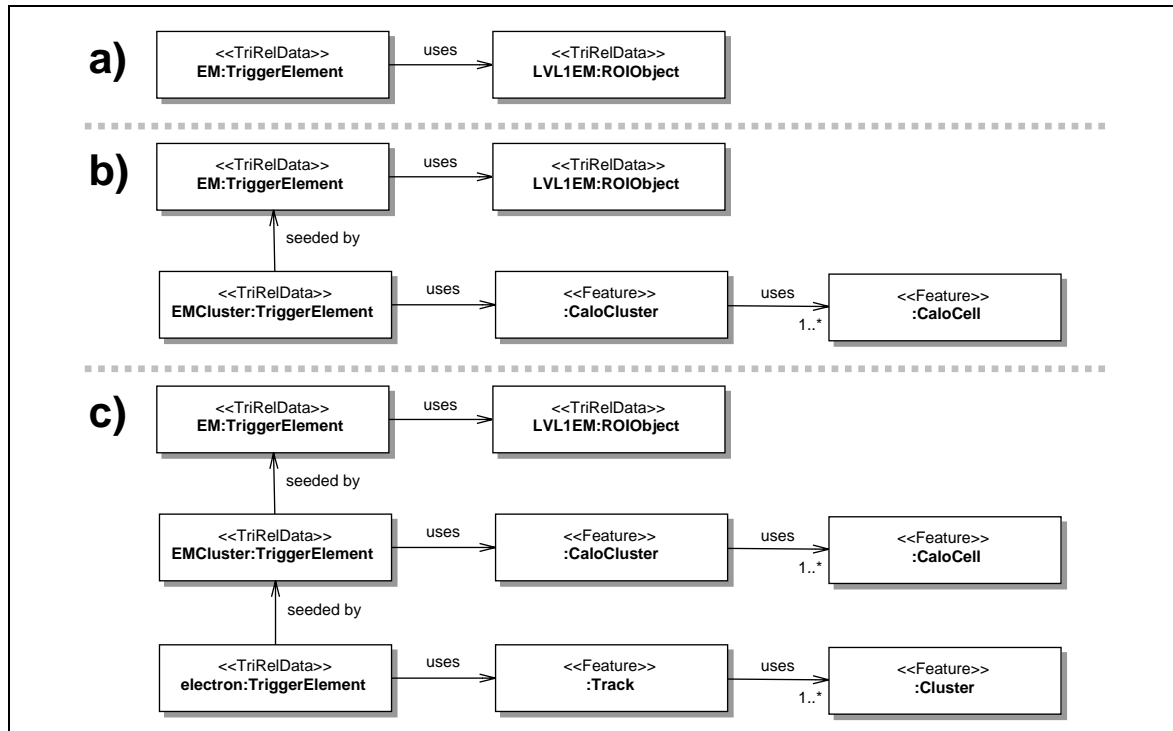 a)
<<TriRelData>>
EM:TriggerElement
uses
<<TriRelData>>
LVL1EM:ROIObject
b)
<<TriRelData>>
EM:TriggerElement
uses
<<TriRelData>>
LVL1EM:ROIObject
seeded by
<<TriRelData>>
EMCluster:TriggerElement
uses
<<Feature>>
:CaloCluster
uses
1..*
<<Feature>>
:CaloCell
c)
<<TriRelData>>
EM:TriggerElement
uses
<<TriRelData>>
LVL1EM:ROIObject
seeded by
<<TriRelData>>
EMCluster:TriggerElement
uses
<<Feature>>
:CaloCluster
uses
1..*
<<Feature>>
:CaloCell
seeded by
<<TriRelData>>
electron:TriggerElement
uses
<<Feature>>
:Track
uses
1..*
<<Feature>>
:Cluster